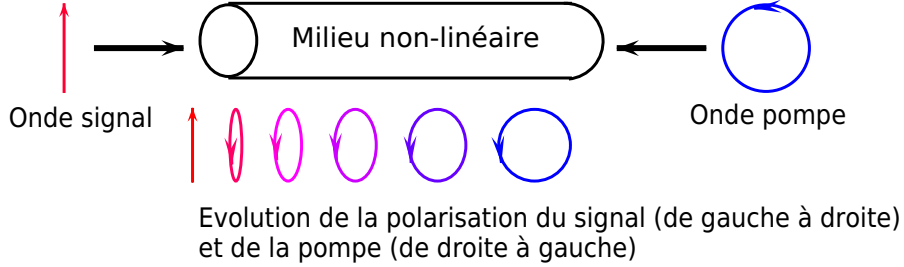 Milieu non-linéaire
Onde signal
Onde pompe
Evolution de la polarisation du signal (de gauche à droite)
et de la pompe (de droite à gauche)